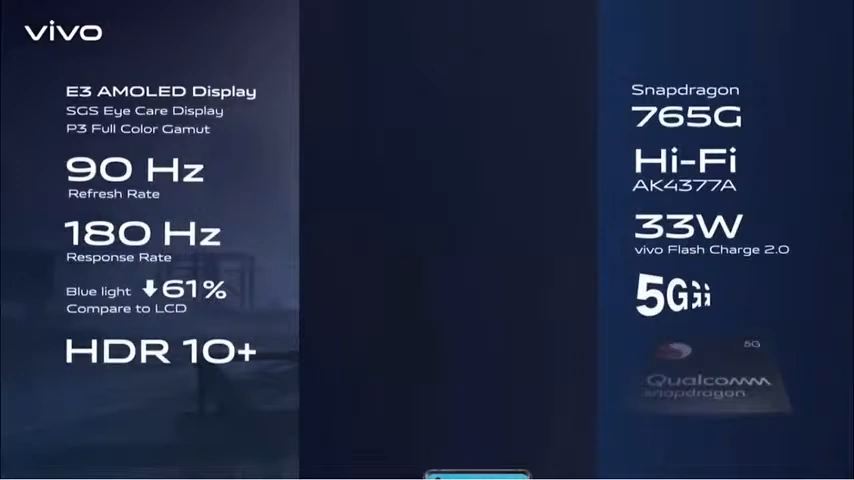 vivo
E3 AMOLED Display
SGS Eye Care Display
P3 Full Color Gamut
90 Hz
Refresh Rate
180 Hz
Response Rate
Blue light ⬇61%
Compare to LCD
HDR 10+
Snapdragon
765G
Hi-Fi
AK4377A
33W
vivo Flash Charge 2.0
5G
5G
Qualcomm
snapdragon